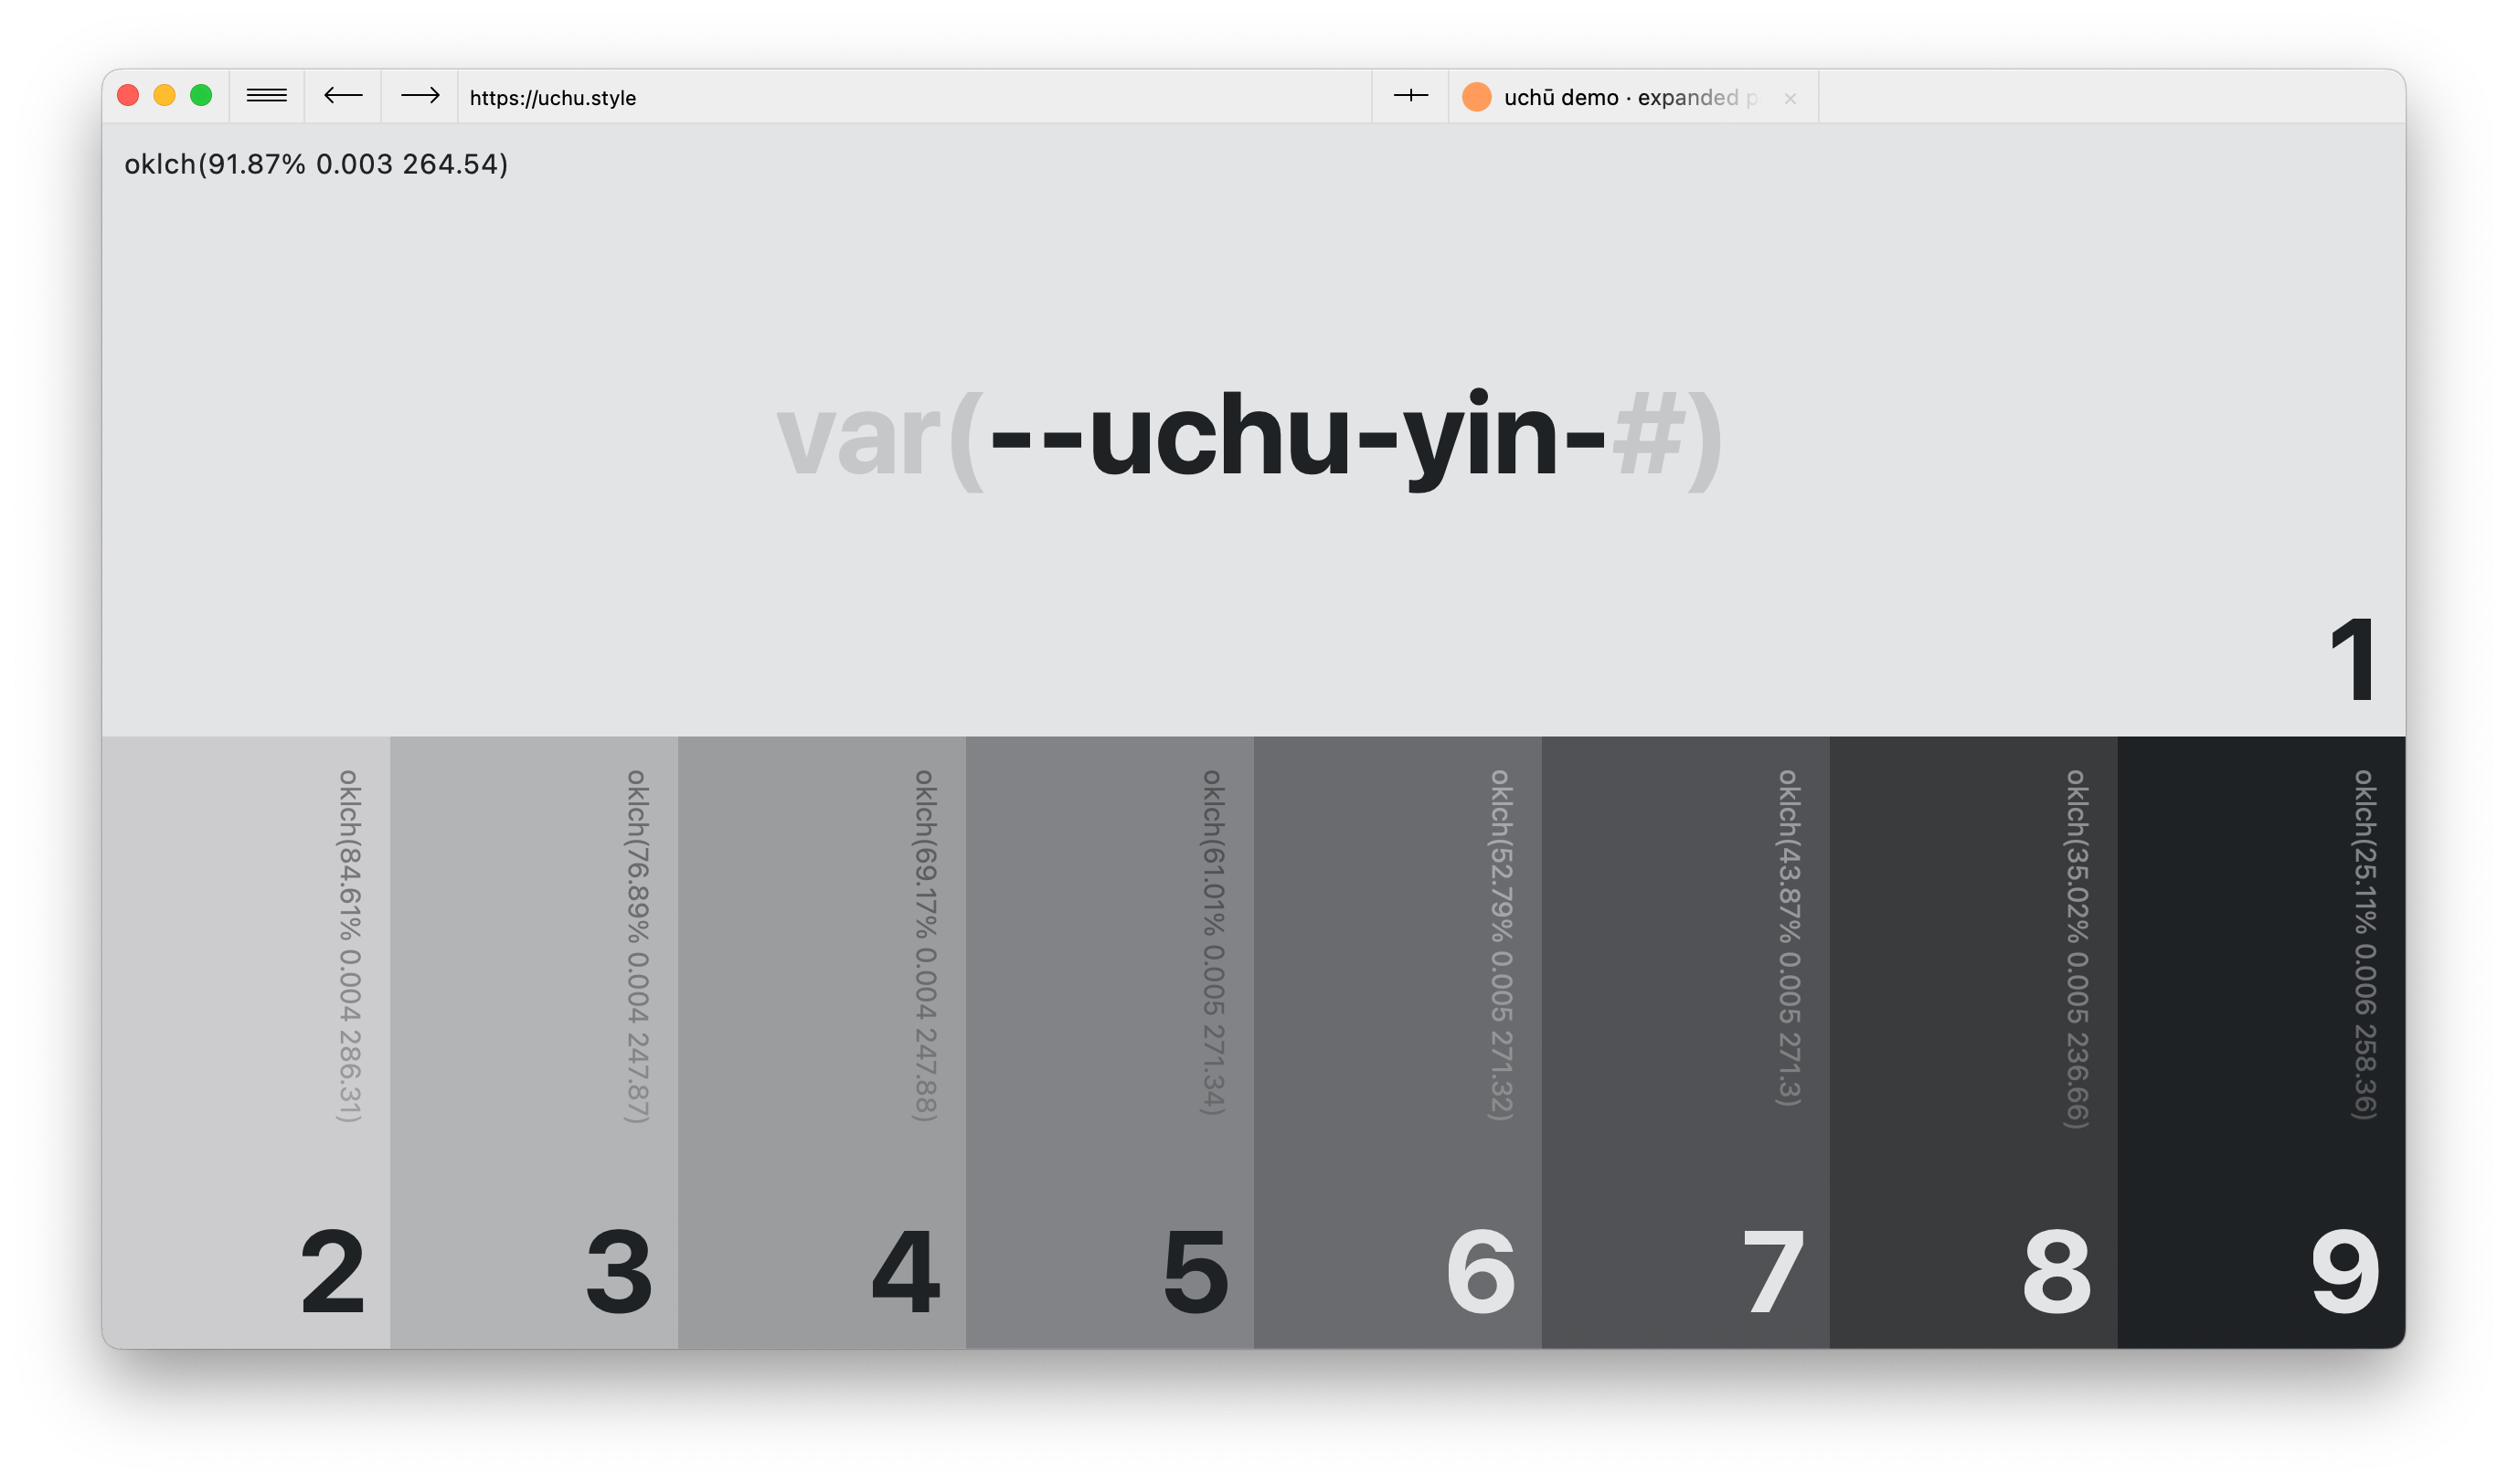 https://uchu.style
uchū demo · expanded p
oklch(91.87% 0.003 264.54)
var(--uchu-yin-#)
1
oklch(84.61% 0.004 286.31)
2
oklch(76.89% 0.004 247.87)
3
oklch(69.17% 0.004 247.88)
4
oklch(61.01% 0.005 271.34)
5
oklch(52.79% 0.005 271.32)
6
oklch(43.87% 0.005 271.3)
7
oklch(35.02% 0.005 236.66)
8
oklch(25.11% 0.006 258.36)
9